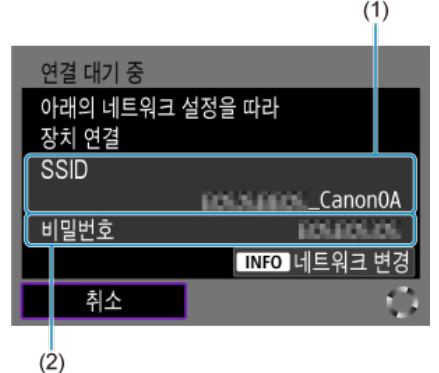 (1)
연결 대기 중
아래의 네트워크 설정을 따라
장치 연결
SSID
_Canon0A
비밀번호
INFO 네트워크 변경
취소
(2)